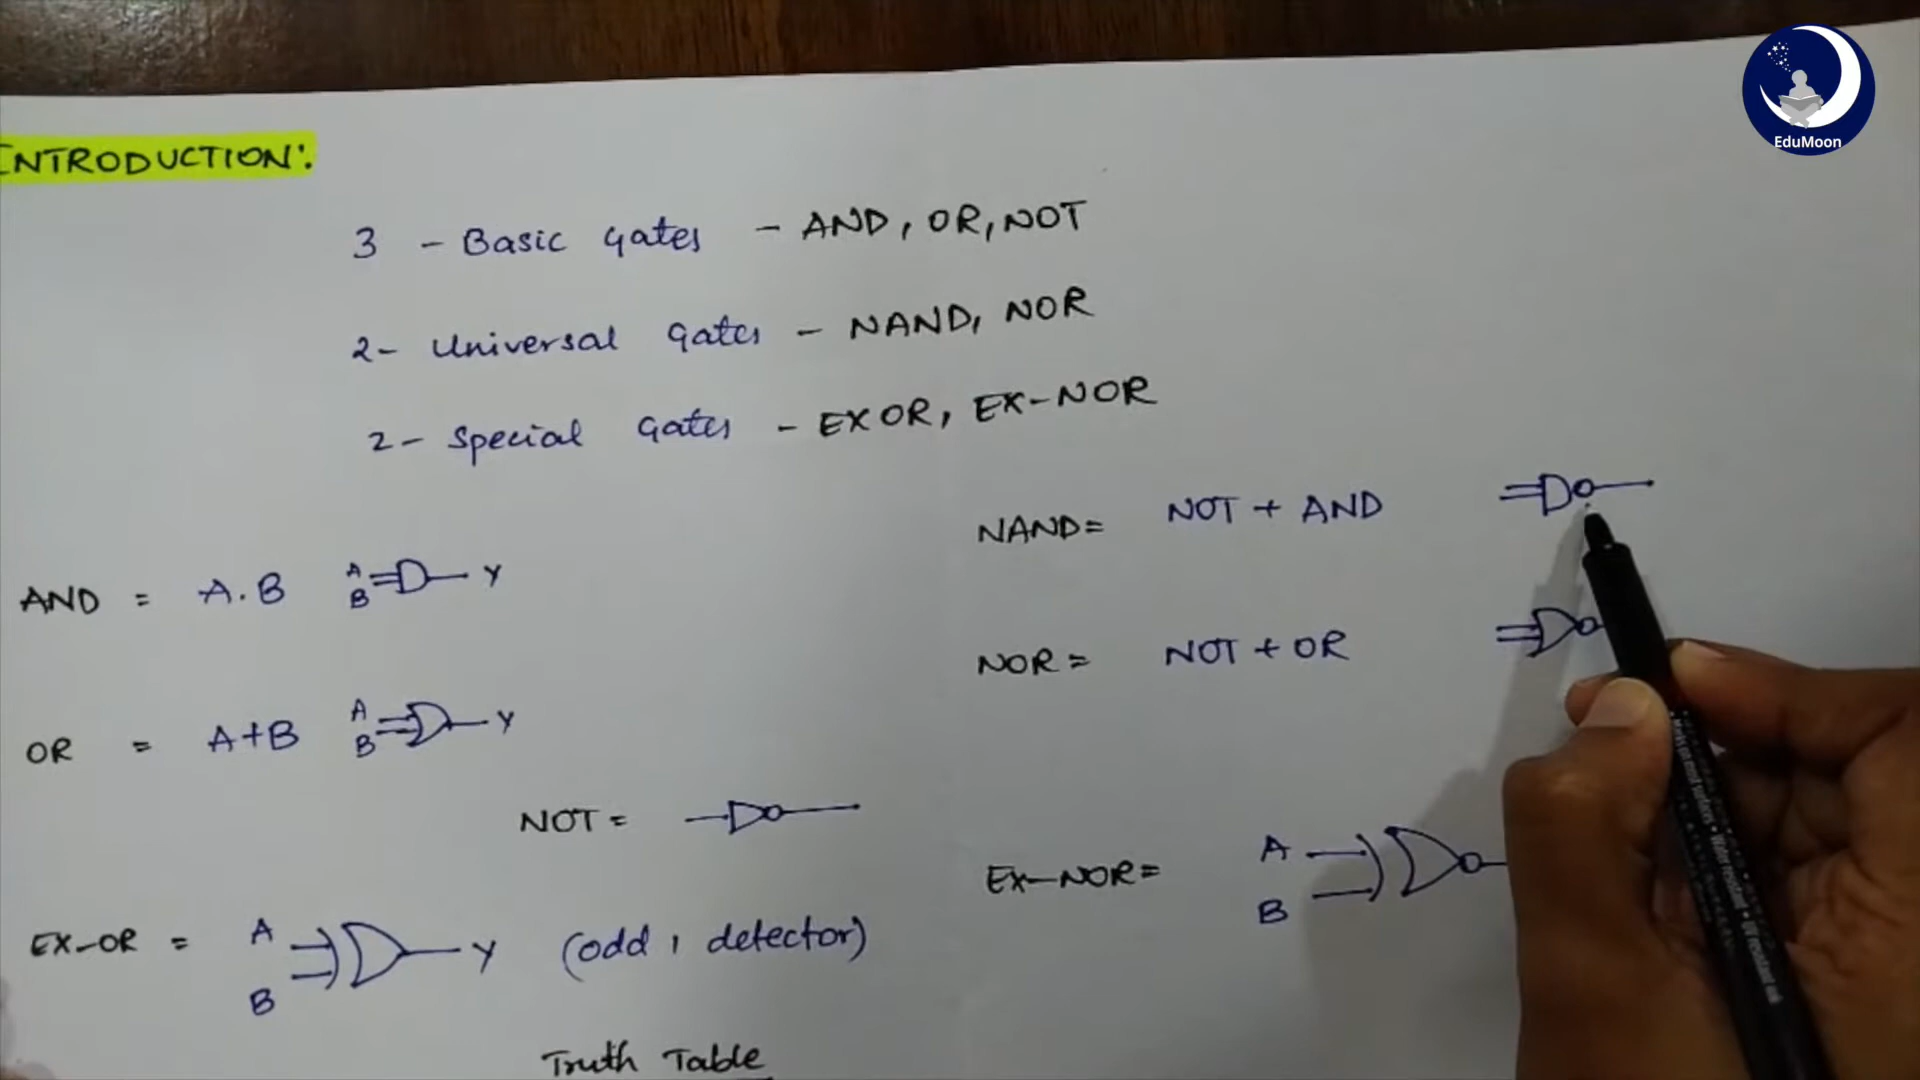 EduMoon
INTRODUCTION:
3 - Basic gates - AND, OR, NOT
2- Universal gates - NAND, NOR
2- Special Gates - EXOR, EX-NOR
NAND= NOT + AND
AND = A.B A B Y
NOR= NOT + OR
OR = A+B A B Y
NOT =
EX-NOR= A B
EX-OR = A B Y (odd 1 detector)
Truth Table